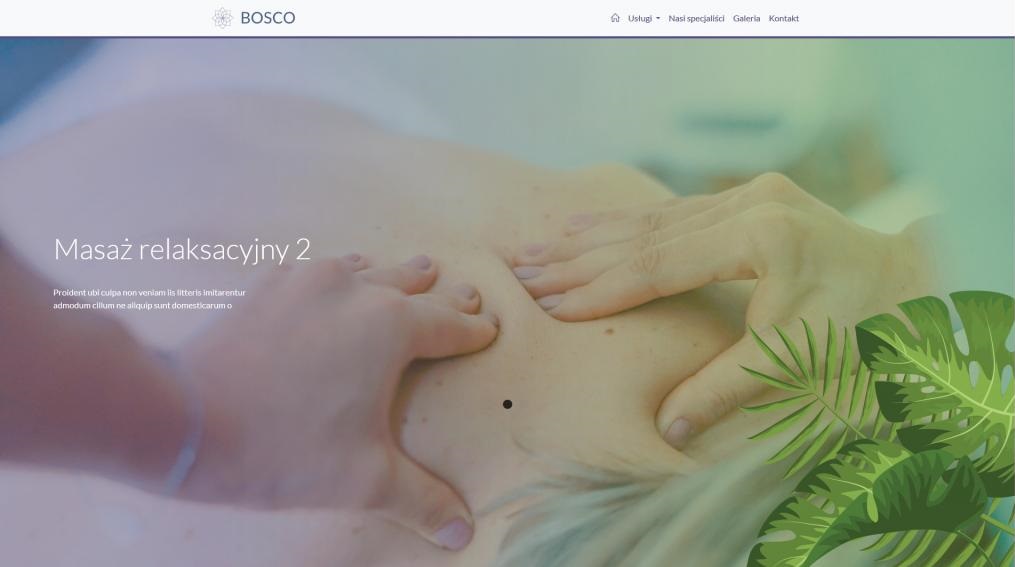 BOSCO
Usługi
Nasi specjaliści
Galeria
Kontakt
Masaż relaksacyjny 2
Proident ubi culpa non veniam iis litteris imitarentur
admodum cillum ne aliquip sunt domesticarum o